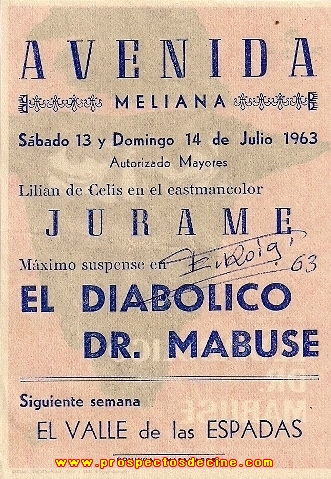 AVENIDA
MELIANA
Sábado 13 y Domingo 14 de Julio 1963
Autorizado Mayores
Lilian de Celis en el eastmancolor
JURAME
Máximo suspense en
63
EL DIABOLICO
DR. MABUSE
Siguiente semana
EL VALLE de las ESPADAS
www.prospectosdecine.com